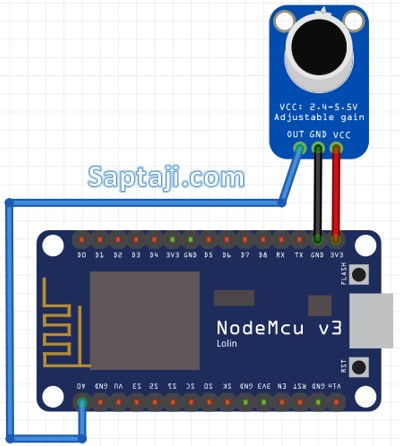 VCC: 2.4-5.5V
Adjustable gain
OUT GND VCC
Saptaji.com
D0 D1 D2 D3 D4 3V3 GND D5 D6 D7 D8 RX TX GND 3V3
FLASH
NodeMcu v3
Lolin
RST
A0 GND VU S3 S2 S1 SC S0 SK GND 3V3 EN RST GND Vin